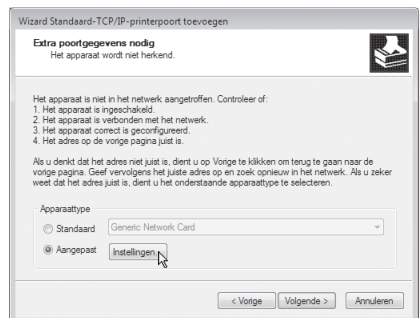 Wizard Standaard-TCP/IP-printerpoort toevoegen
Extra poortgegevens nodig
Het apparaat wordt niet herkend.
Het apparaat is niet in het netwerk aangetroffen. Controleer of:
1. Het apparaat is ingeschakeld.
2. Het apparaat is verbonden met het netwerk.
3. Het apparaat correct is geconfigureerd.
4. Het adres op de vorige pagina juist is.
Als u denkt dat het adres niet juist is, dient u op Vorige te klikken om terug te gaan naar de
vorige pagina. Geef vervolgens het juiste adres op en zoek opnieuw in het netwerk. Als u zeker
weet dat het adres juist is, dient u het onderstaande apparaattype te selecteren.
Apparaattype
Standaard Generic Network Card
Aangepast Instellingen...
< Vorige Volgende > Annuleren